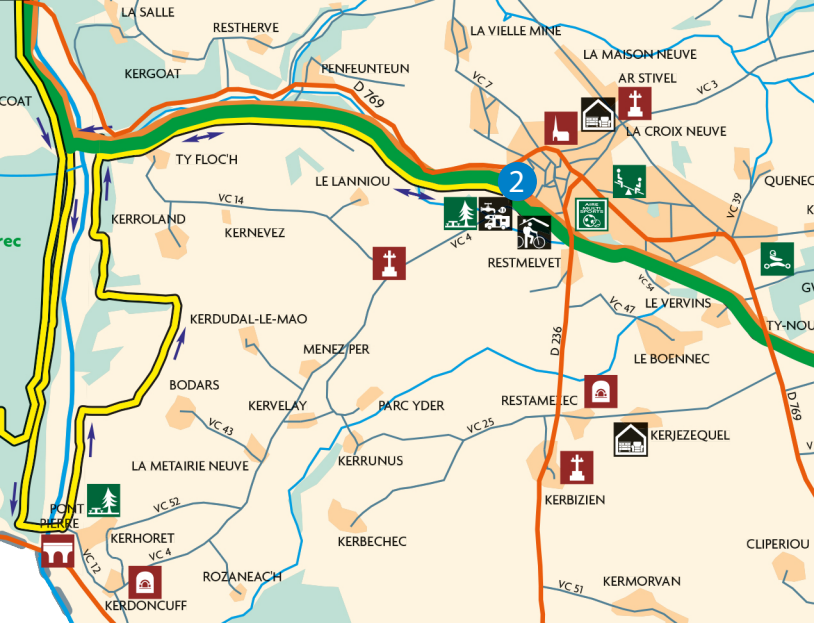 LA SALLE
RESTHERVE
LA VIELLE MINE
LA MAISON NEUVE
KERGOAT
PENFEUNTEUN
AR STIVEL
VC 7
VC 3
D 769
COAT
LA CROIX NEUVE
TY FLOC'H
LE LANNIOU
2
QUENEC
VC 14
VC 39
KERROLAND
AIRE
MULTI
SPORTS
K
KERNEVEZ
VC 4
rec
RESTMELVET
VC 54
GW
LE VERVINS
VC 47
KERDUDAL-LE-MAO
TY-NOU
D 236
MENEZ PER
LE BOENNEC
BODARS
RESTAMEZEC
D 769
KERVELAY
PARC YDER
VC 43
VC 25
KERJEZEQUEL
V
LA METAIRIE NEUVE
KERRUNUS
KERBIZIEN
VC 52
PONT
PIERRE
KERHORET
KERBECHEC
CLIPERIOU
VC 4
VC 12
ROZANEAC'H
KERMORVAN
VC 51
KERDONCUFF